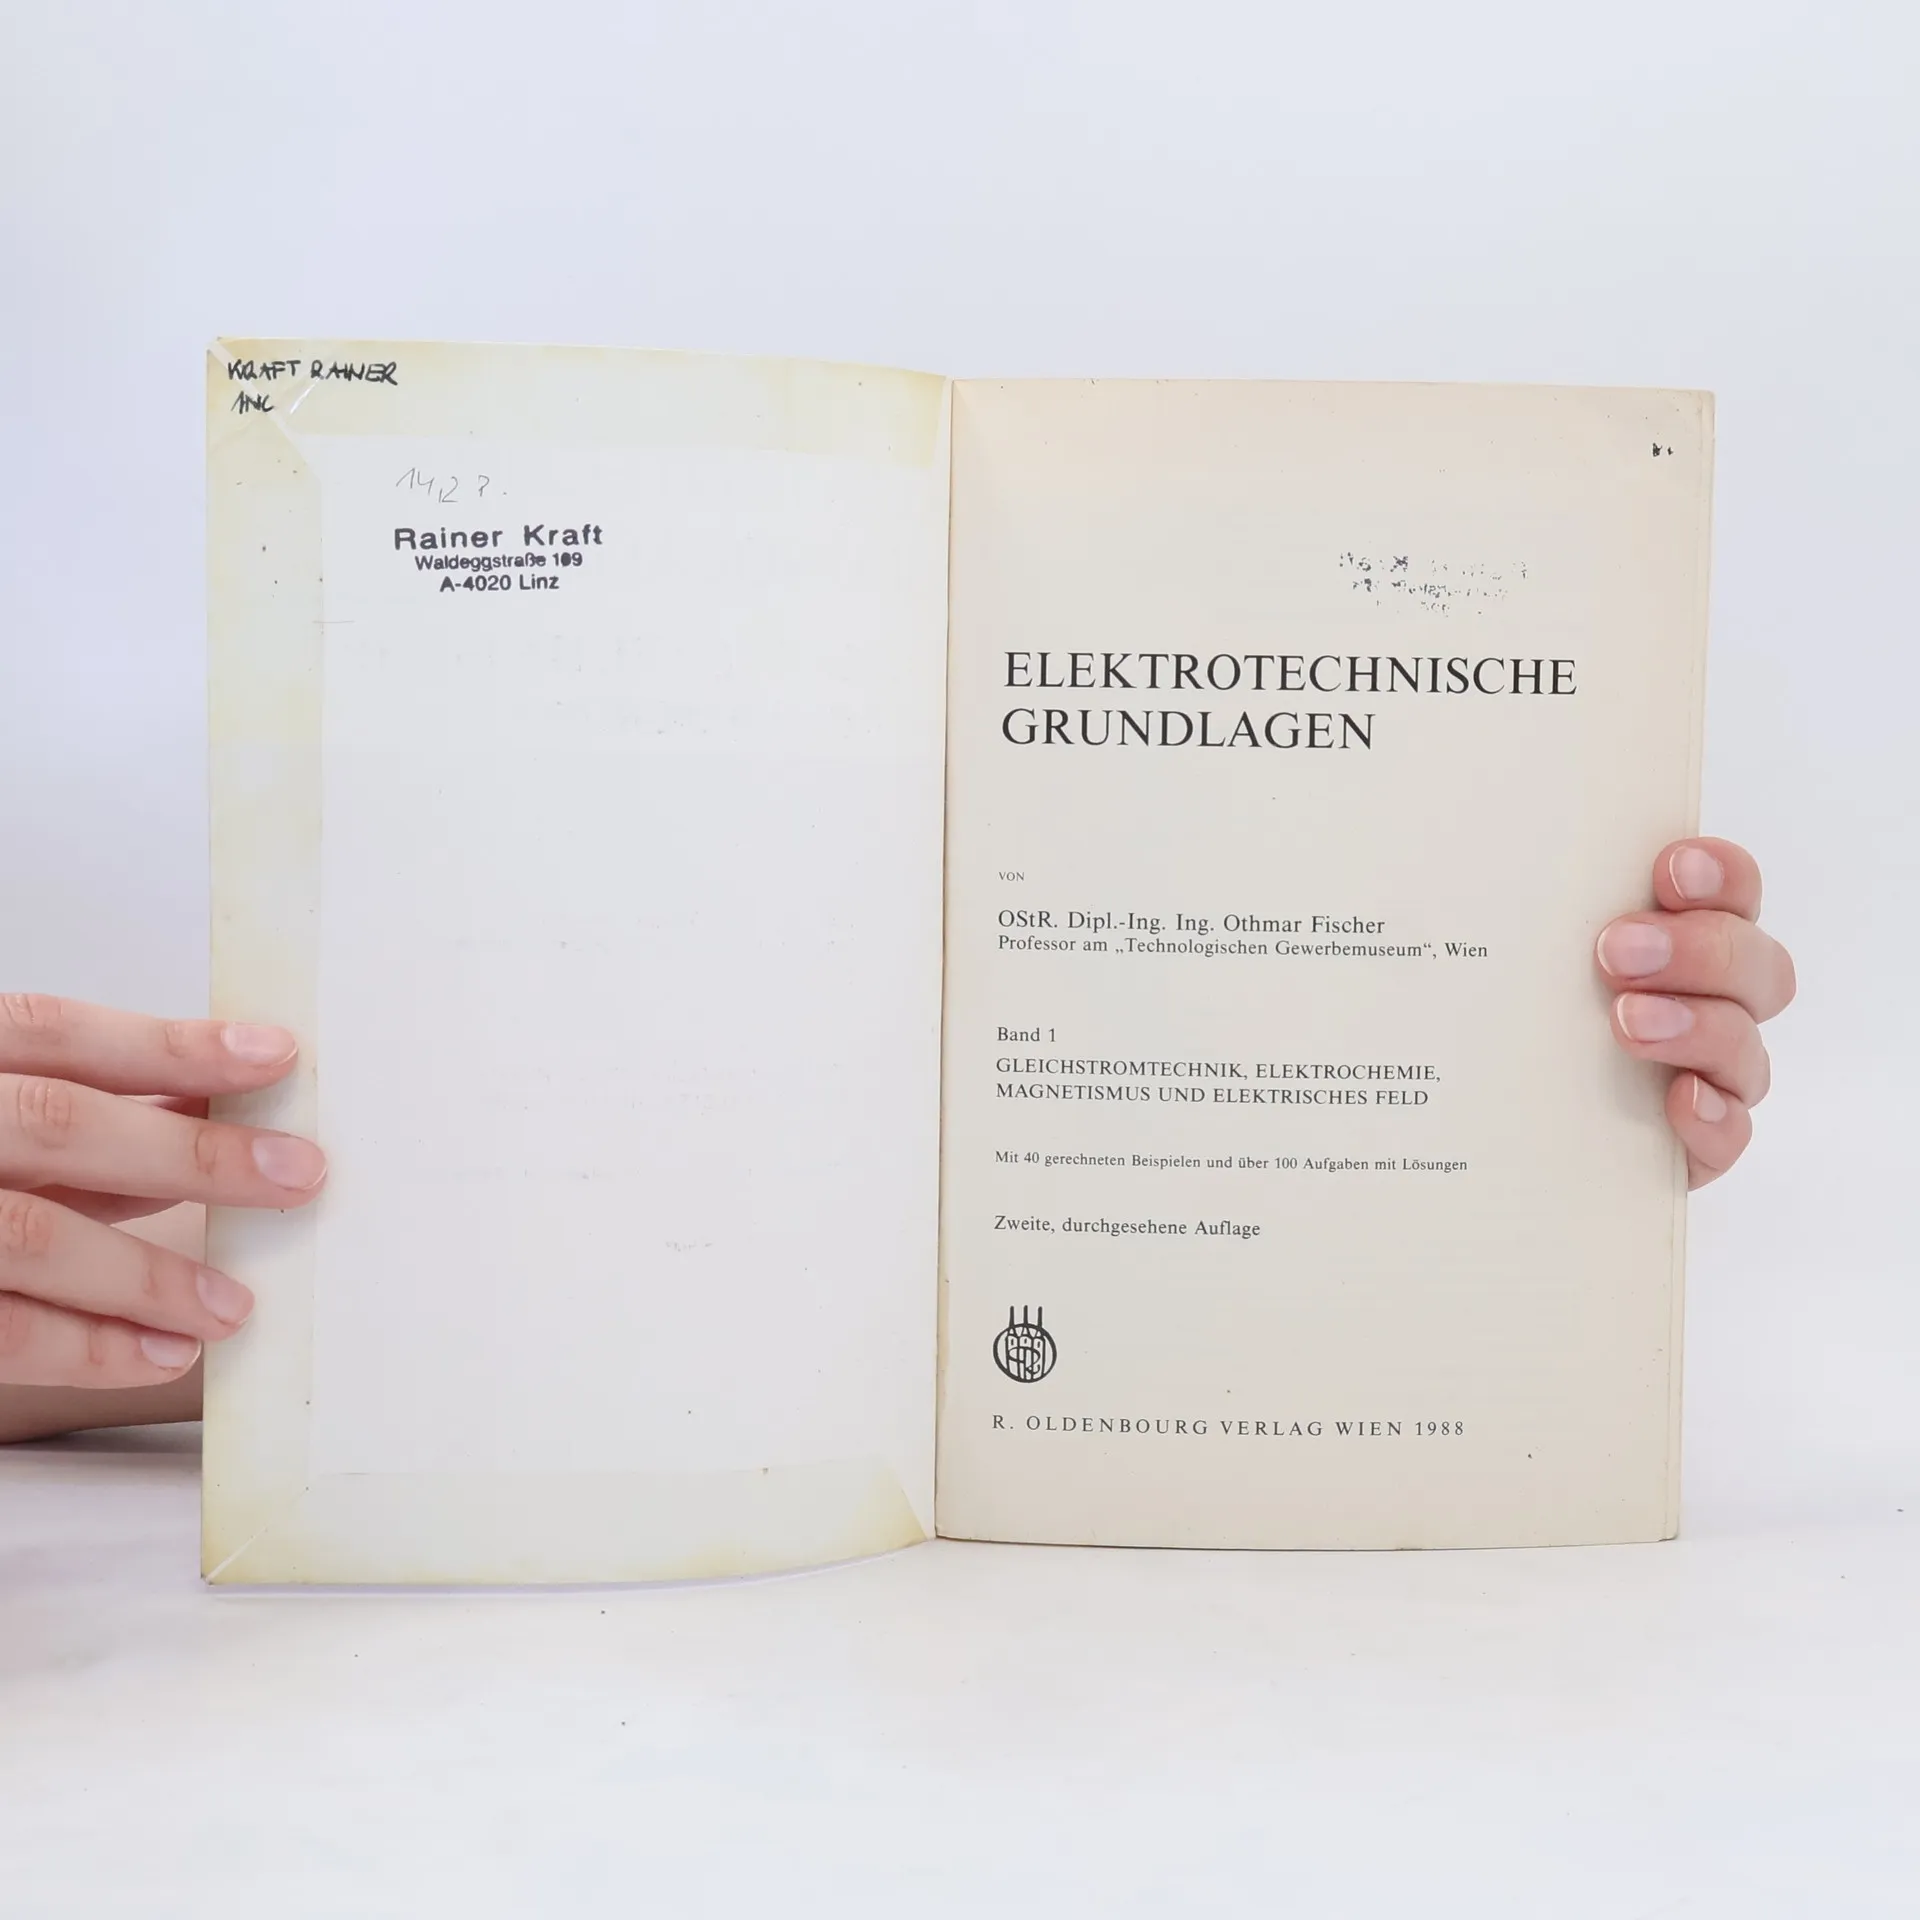 KRAFT RAINER
Rainer Kraft
Waldeggstraße 109
A-4020 Linz
ELEKTROTECHNISCHE
GRUNDLAGEN
VON
OStR. Dipl.-Ing. Ing. Othmar Fischer
Professor am „Technologischen Gewerbemuseum“, Wien
Band 1
GLEICHSTROMTECHNIK, ELEKTROCHEMIE,
MAGNETISMUS UND ELEKTRISCHES FELD
Mit 40 gerechneten Beispielen und über 100 Aufgaben mit Lösungen
Zweite, durchgesehene Auflage
R. OLDENBOURG VERLAG WIEN 1988